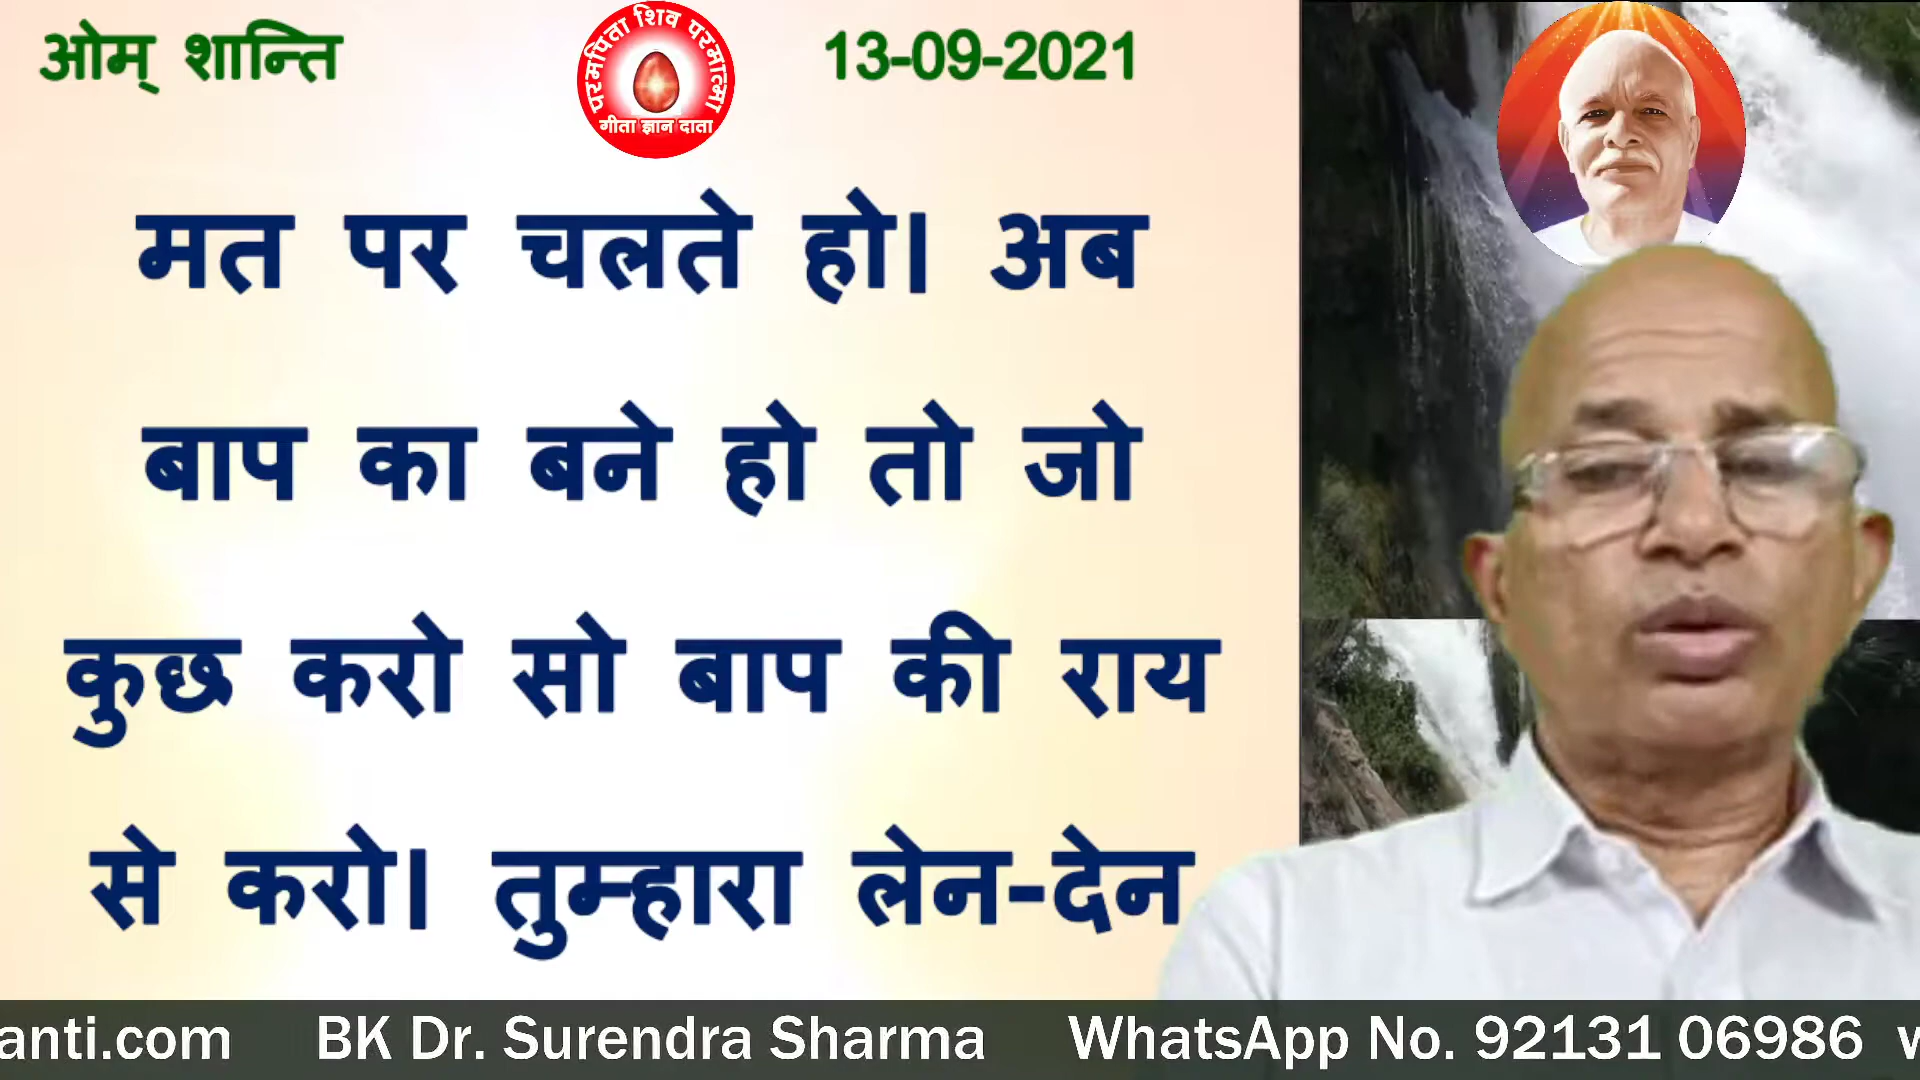 ओम् शान्ति
परमपिता शिव परमात्मा
गीता ज्ञान दाता
13-09-2021
मत पर चलते हो। अब
बाप का बने हो तो जो
कुछ करो सो बाप की राय
से करो। तुम्हारा लेन-देन
anti.com BK Dr. Surendra Sharma WhatsApp No. 92131 06986 w